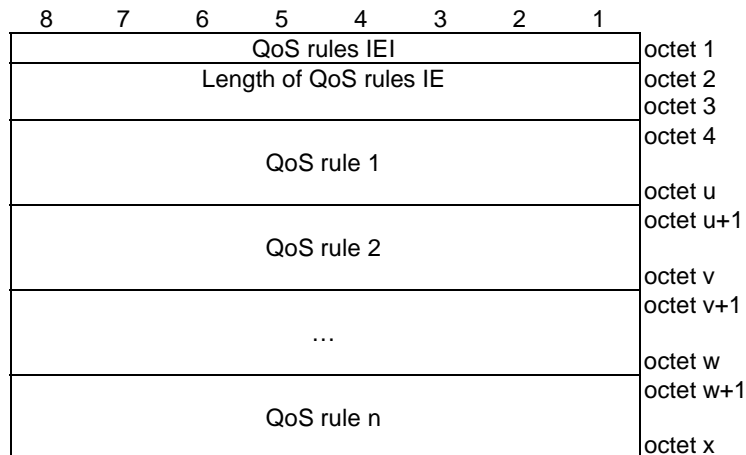 8 7 6 5 4 3 2 1
QoS rules IEI octet 1
Length of QoS rules IE octet 2
octet 3
octet 4
QoS rule 1
octet u
octet u+1
QoS rule 2
octet v
octet v+1
…
octet w
octet w+1
QoS rule n
octet x